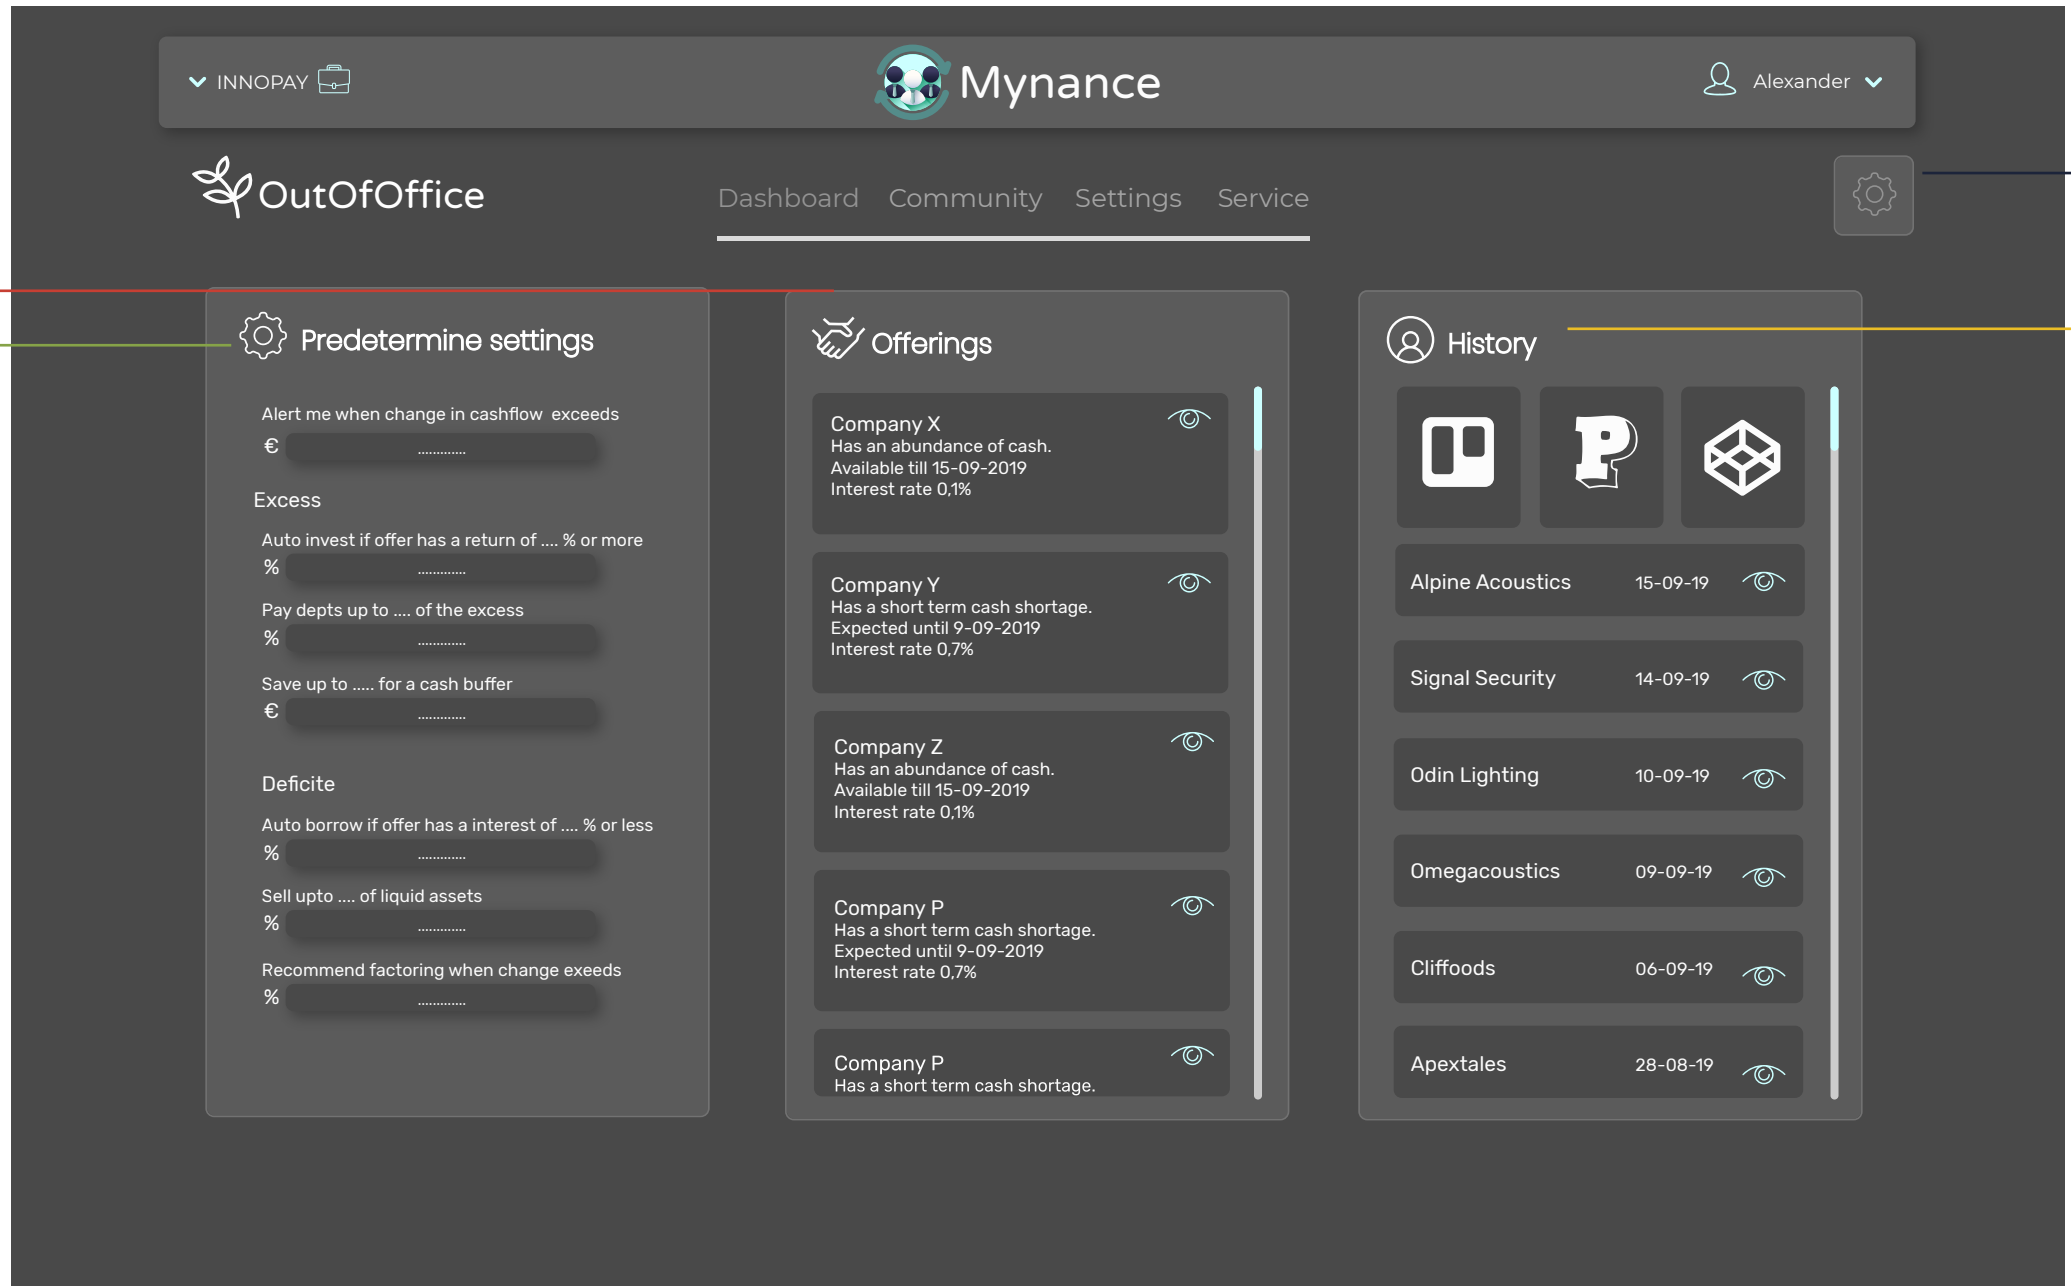 INNOPAY
Mynance
Alexander
OutOfOffice
Dashboard Community Settings Service
Predetermine settings
Alert me when change in cashflow exceeds
€ .............
Excess
Auto invest if offer has a return of .... % or more
% .............
Pay depts up to .... of the excess
% .............
Save up to ..... for a cash buffer
€ .............
Deficite
Auto borrow if offer has a interest of .... % or less
% .............
Sell upto .... of liquid assets
% .............
Recommend factoring when change exeeds
% .............
Offerings
Company X
Has an abundance of cash.
Available till 15-09-2019
Interest rate 0,1%
Company Y
Has a short term cash shortage.
Expected until 9-09-2019
Interest rate 0,7%
Company Z
Has an abundance of cash.
Available till 15-09-2019
Interest rate 0,1%
Company P
Has a short term cash shortage.
Expected until 9-09-2019
Interest rate 0,7%
Company P
Has a short term cash shortage.
History
P
Alpine Acoustics 15-09-19
Signal Security 14-09-19
Odin Lighting 10-09-19
Omegacoustics 09-09-19
Cliffoods 06-09-19
Apextales 28-08-19